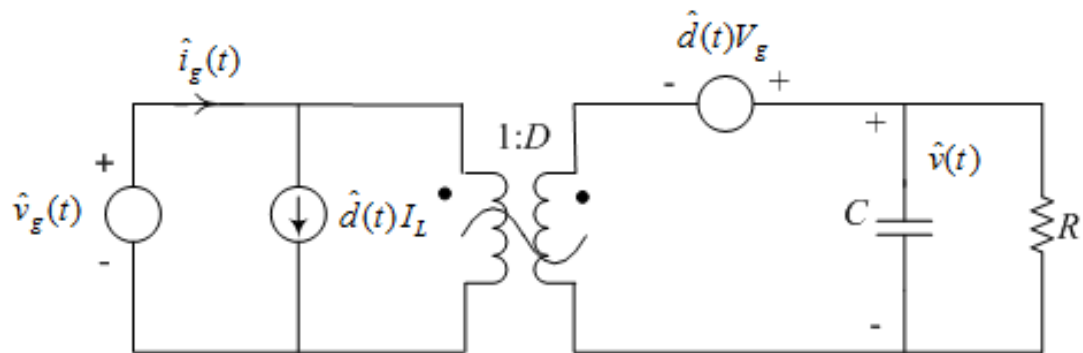 d̂(t)V_g
î_g(t)
- +
1:D
+
v̂_g(t)
-
d̂(t)I_L
+
v̂(t)
-
C
R